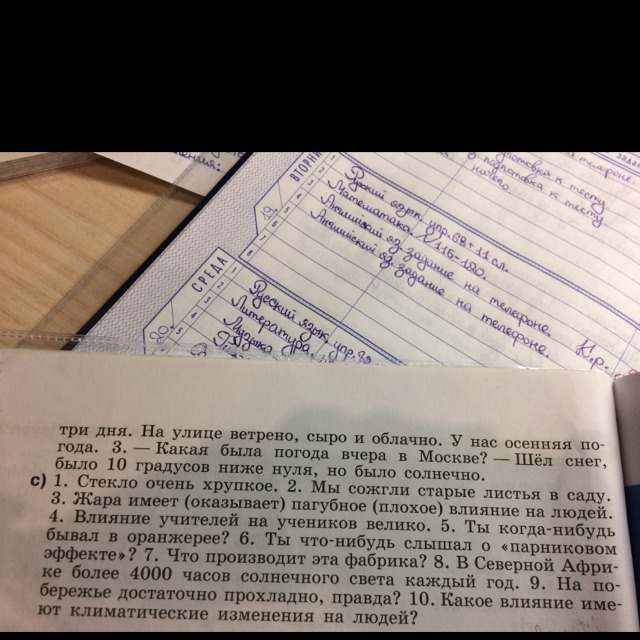 ВТОРНИ
подготовка к тесту
ничего
Русский язык. упр.68+11 сл.
Математика. №115-120.
Английский яз. задание на телефоне.
Английский яз. задание на телефоне.
К.р.
19
СРЕДА
20
Русский язык упр.
Литература
Музыка
три дня. На улице ветрено, сыро и облачно. У нас осенняя по-
года. 3. — Какая была погода вчера в Москве? — Шёл снег,
было 10 градусов ниже нуля, но было солнечно.
с) 1. Стекло очень хрупкое. 2. Мы сожгли старые листья в саду.
3. Жара имеет (оказывает) пагубное (плохое) влияние на людей.
4. Влияние учителей на учеников велико. 5. Ты когда-нибудь
бывал в оранжерее? 6. Ты что-нибудь слышал о «парниковом
эффекте»? 7. Что производит эта фабрика? 8. В Северной Афри-
ке более 4000 часов солнечного света каждый год. 9. На по-
бережье достаточно прохладно, правда? 10. Какое влияние име-
ют климатические изменения на людей?